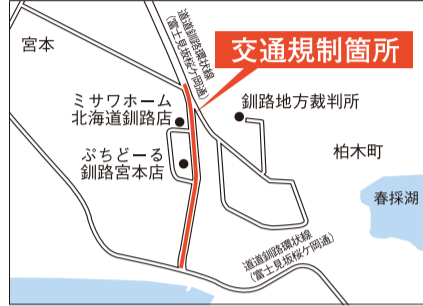 宮本
道道釧路環状線
(富士見坂桜ケ岡通)
交通規制箇所
ミサワホーム
北海道釧路店
釧路地方裁判所
ぷちどーる
釧路宮本店
柏木町
春採湖
道道釧路環状線
(富士見坂桜ケ岡通)